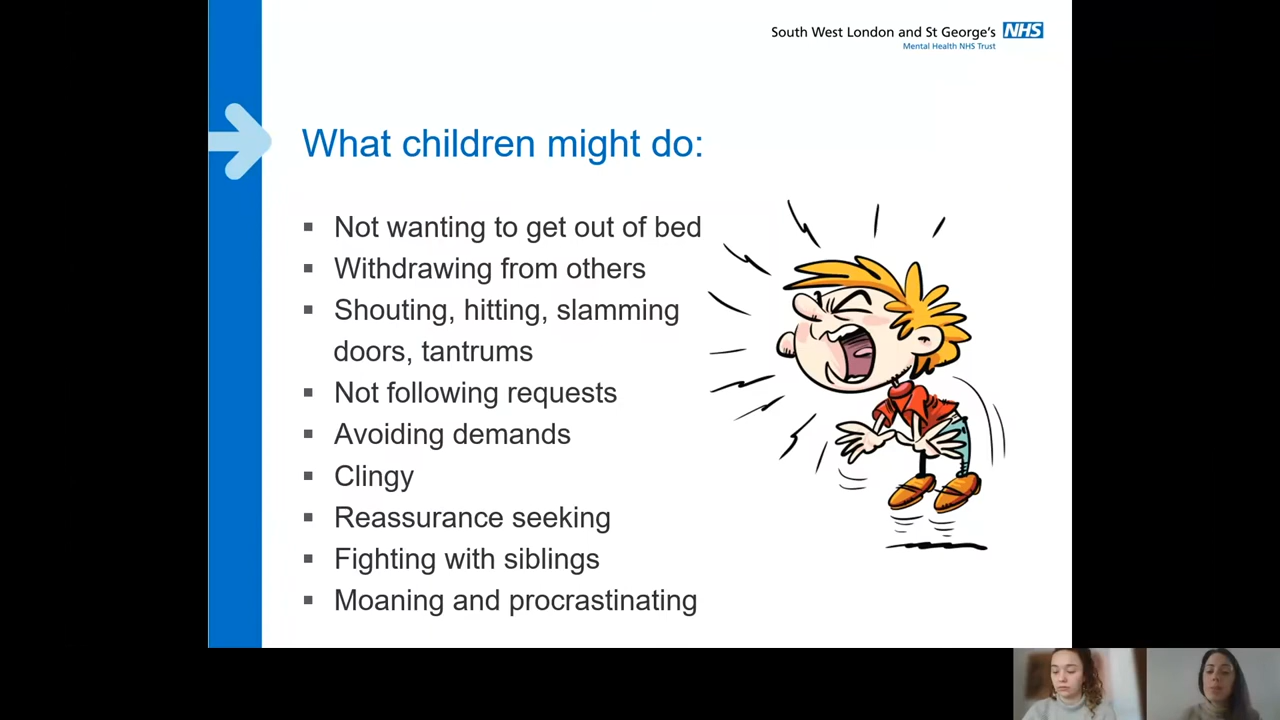 South West London and St George's NHS
Mental Health NHS Trust
What children might do:
▪ Not wanting to get out of bed
▪ Withdrawing from others
▪ Shouting, hitting, slamming
doors, tantrums
▪ Not following requests
▪ Avoiding demands
▪ Clingy
▪ Reassurance seeking
▪ Fighting with siblings
▪ Moaning and procrastinating